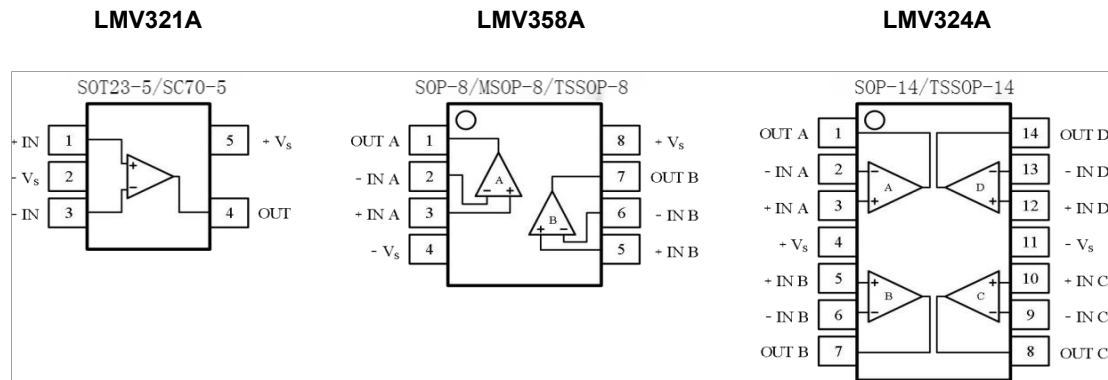 LMV321A
LMV358A
LMV324A
SOT23-5/SC70-5
+ IN 1
- Vs 2
- IN 3
5 + Vs
4 OUT
+
-
SOP-8/MSOP-8/TSSOP-8
OUT A 1
- IN A 2
+ IN A 3
- Vs 4
8 + Vs
7 OUT B
6 - IN B
5 + IN B
A
- +
B
+ -
SOP-14/TSSOP-14
OUT A 1
- IN A 2
+ IN A 3
+ Vs 4
+ IN B 5
- IN B 6
OUT B 7
14 OUT D
13 - IN D
12 + IN D
11 - Vs
10 + IN C
9 - IN C
8 OUT C
- -
A D
+ +
+ +
B C
- -